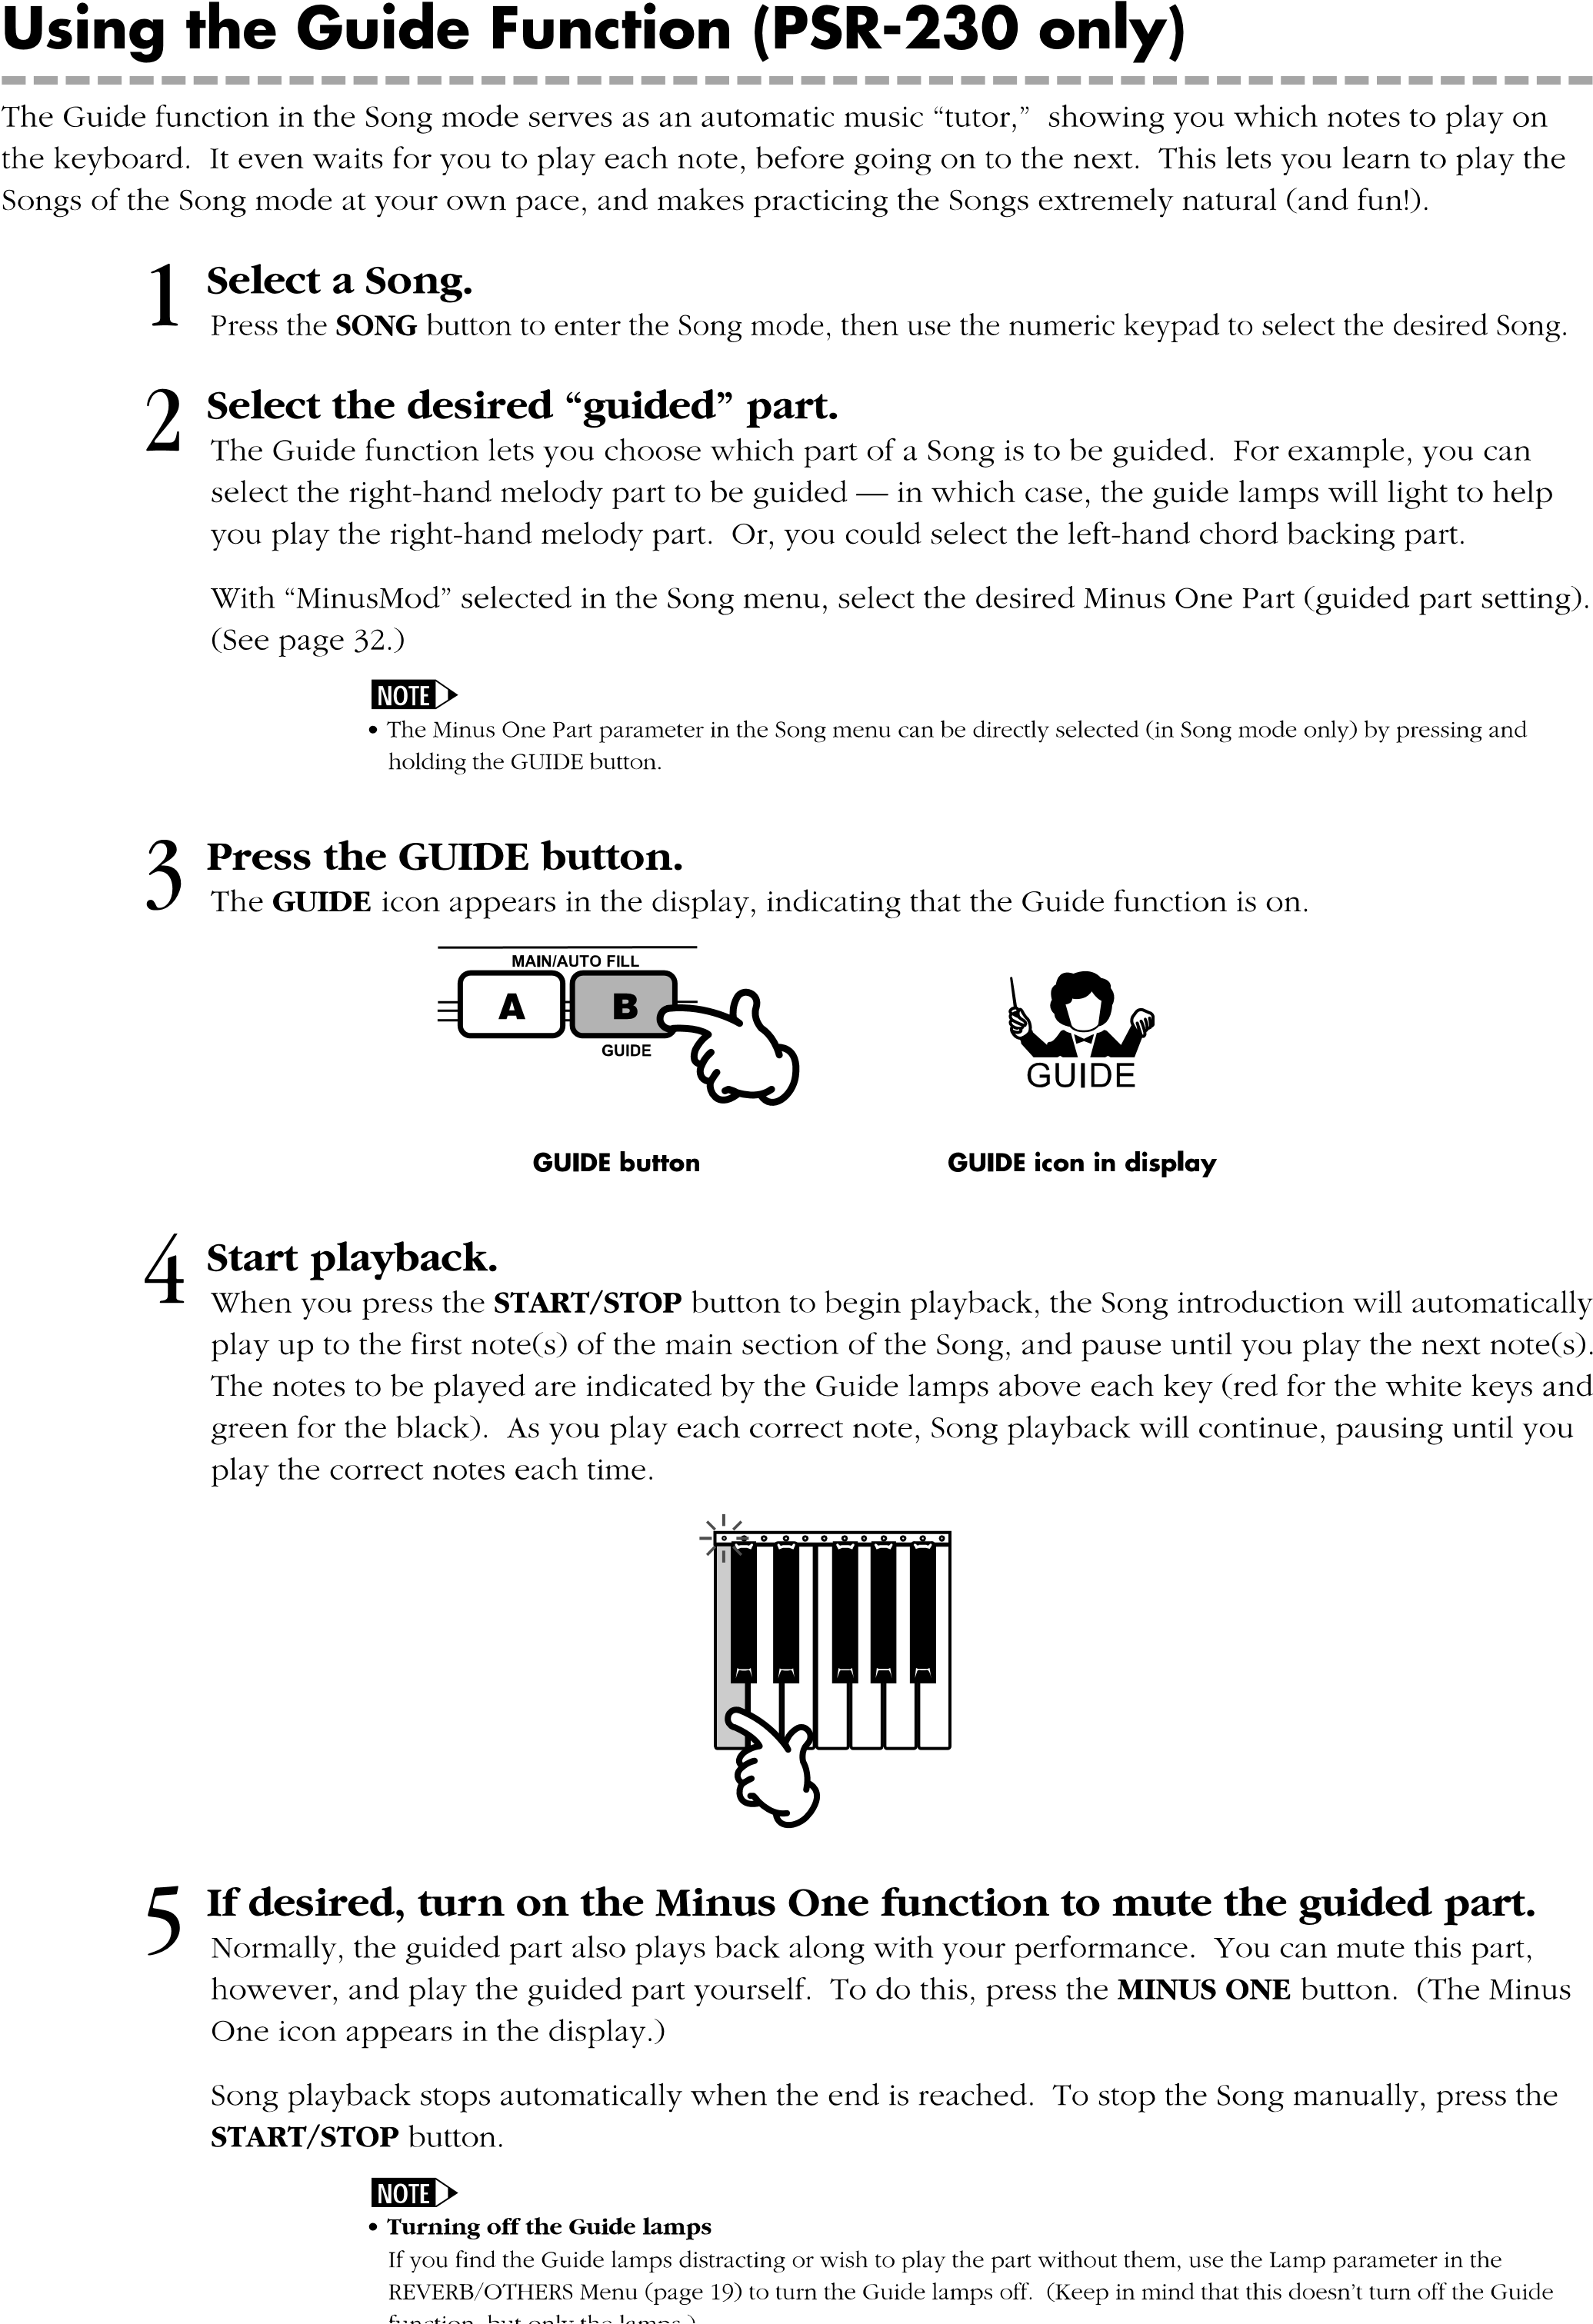 Using the Guide Function (PSR-230 only)
The Guide function in the Song mode serves as an automatic music “tutor,” showing you which notes to play on
the keyboard. It even waits for you to play each note, before going on to the next. This lets you learn to play the
Songs of the Song mode at your own pace, and makes practicing the Songs extremely natural (and fun!).
1 Select a Song.
Press the SONG button to enter the Song mode, then use the numeric keypad to select the desired Song.
2 Select the desired “guided” part.
The Guide function lets you choose which part of a Song is to be guided. For example, you can
select the right-hand melody part to be guided — in which case, the guide lamps will light to help
you play the right-hand melody part. Or, you could select the left-hand chord backing part.
With “MinusMod” selected in the Song menu, select the desired Minus One Part (guided part setting).
(See page 32.)
NOTE
• The Minus One Part parameter in the Song menu can be directly selected (in Song mode only) by pressing and
holding the GUIDE button.
3 Press the GUIDE button.
The GUIDE icon appears in the display, indicating that the Guide function is on.
MAIN/AUTO FILL
A B
GUIDE
GUIDE
GUIDE button
GUIDE icon in display
4 Start playback.
When you press the START/STOP button to begin playback, the Song introduction will automatically
play up to the first note(s) of the main section of the Song, and pause until you play the next note(s).
The notes to be played are indicated by the Guide lamps above each key (red for the white keys and
green for the black). As you play each correct note, Song playback will continue, pausing until you
play the correct notes each time.
5 If desired, turn on the Minus One function to mute the guided part.
Normally, the guided part also plays back along with your performance. You can mute this part,
however, and play the guided part yourself. To do this, press the MINUS ONE button. (The Minus
One icon appears in the display.)
Song playback stops automatically when the end is reached. To stop the Song manually, press the
START/STOP button.
NOTE
• Turning off the Guide lamps
If you find the Guide lamps distracting or wish to play the part without them, use the Lamp parameter in the
REVERB/OTHERS Menu (page 19) to turn the Guide lamps off. (Keep in mind that this doesn't turn off the Guide
function, but only the lamps.)